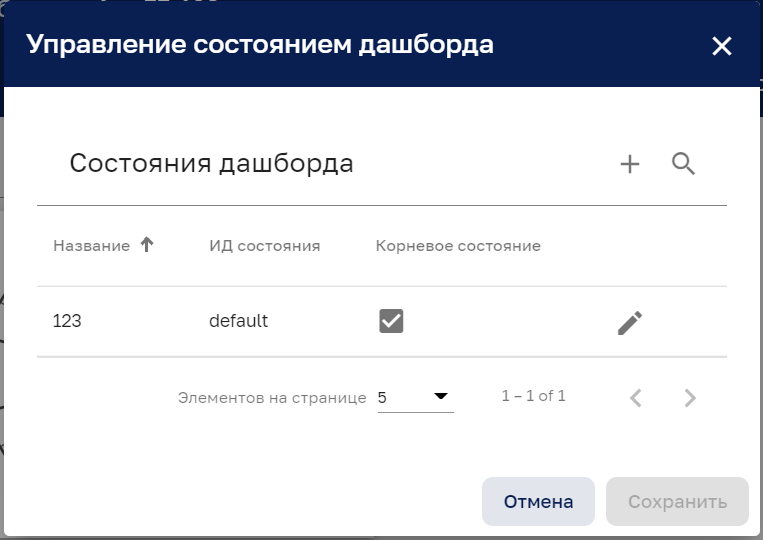 Управление состоянием дашборда
Состояния дашборда
Название ИД состояния Корневое состояние
123 default
Элементов на странице 5 1 – 1 of 1
Отмена Сохранить